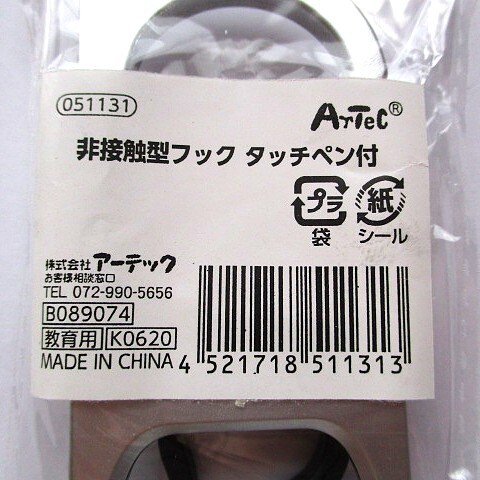 051131
ArTeC®
非接触型フック タッチペン付
プラ 紙
袋 シール
株式会社 アーテック
お客様相談窓口
TEL 072-990-5656
B089074
教育用 K0620
MADE IN CHINA
4 521718 511313